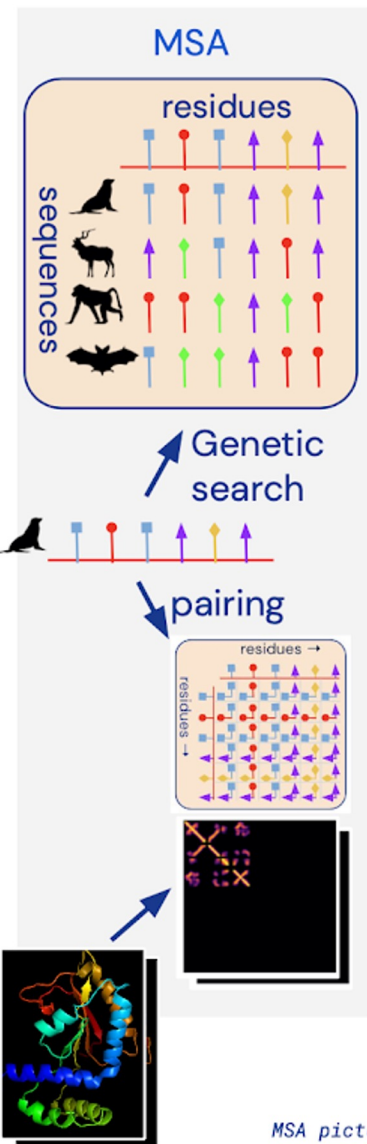 MSA
residues
sequences
Genetic
search
pairing
residues →
residues →
MSA pict